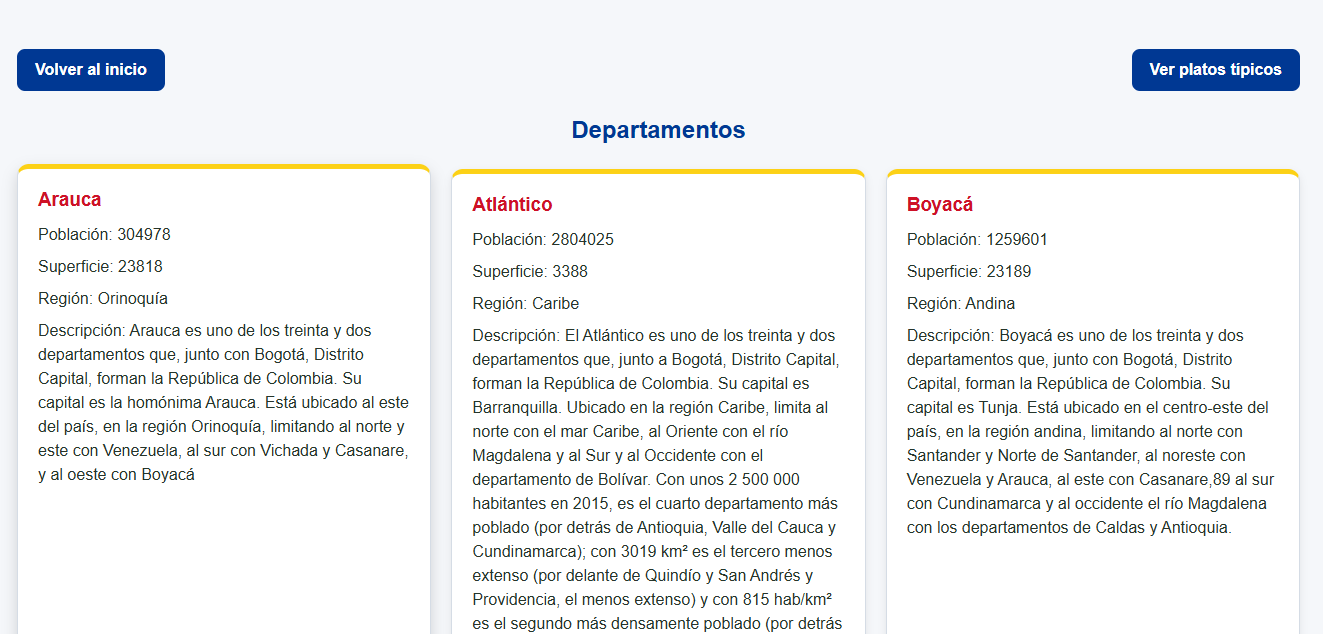 Volver al inicio
Ver platos típicos
Departamentos
Arauca
Población: 304978
Superficie: 23818
Región: Orinoquía
Descripción: Arauca es uno de los treinta y dos
departamentos que, junto con Bogotá, Distrito
Capital, forman la República de Colombia. Su
capital es la homónima Arauca. Está ubicado al este
del país, en la región Orinoquía, limitando al norte y
este con Venezuela, al sur con Vichada y Casanare,
y al oeste con Boyacá
Atlántico
Población: 2804025
Superficie: 3388
Región: Caribe
Descripción: El Atlántico es uno de los treinta y dos
departamentos que, junto a Bogotá, Distrito Capital,
forman la República de Colombia. Su capital es
Barranquilla. Ubicado en la región Caribe, limita al
norte con el mar Caribe, al Oriente con el río
Magdalena y al Sur y al Occidente con el
departamento de Bolívar. Con unos 2 500 000
habitantes en 2015, es el cuarto departamento más
poblado (por detrás de Antioquia, Valle del Cauca y
Cundinamarca); con 3019 km² es el tercero menos
extenso (por delante de Quindío y San Andrés y
Providencia, el menos extenso) y con 815 hab/km²
es el segundo más densamente poblado (por detrás
Boyacá
Población: 1259601
Superficie: 23189
Región: Andina
Descripción: Boyacá es uno de los treinta y dos
departamentos que, junto con Bogotá, Distrito
Capital, forman la República de Colombia. Su
capital es Tunja. Está ubicado en el centro-este del
país, en la región andina, limitando al norte con
Santander y Norte de Santander, al noreste con
Venezuela y Arauca, al este con Casanare,89 al sur
con Cundinamarca y al occidente el río Magdalena
con los departamentos de Caldas y Antioquia.